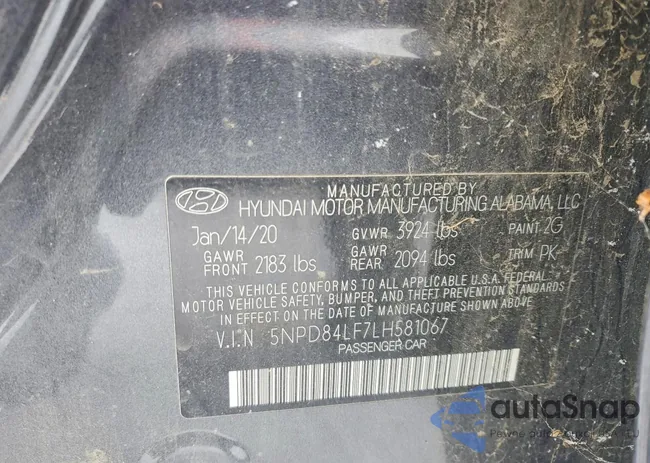 MANUFACTURED BY
HYUNDAI MOTOR MANUFACTURING ALABAMA, LLC
Jan/14/20 GVWR 3924 lbs PAINT 2G
GAWR FRONT 2183 lbs GAWR REAR 2094 lbs TRIM PK
THIS VEHICLE CONFORMS TO ALL APPLICABLE U.S.A. FEDERAL
MOTOR VEHICLE SAFETY, BUMPER, AND THEFT PREVENTION STANDARDS
IN EFFECT ON THE DATE OF MANUFACTURE SHOWN ABOVE.
V.I.N 5NPD84LF7LH581067
PASSENGER CAR
autaSnap